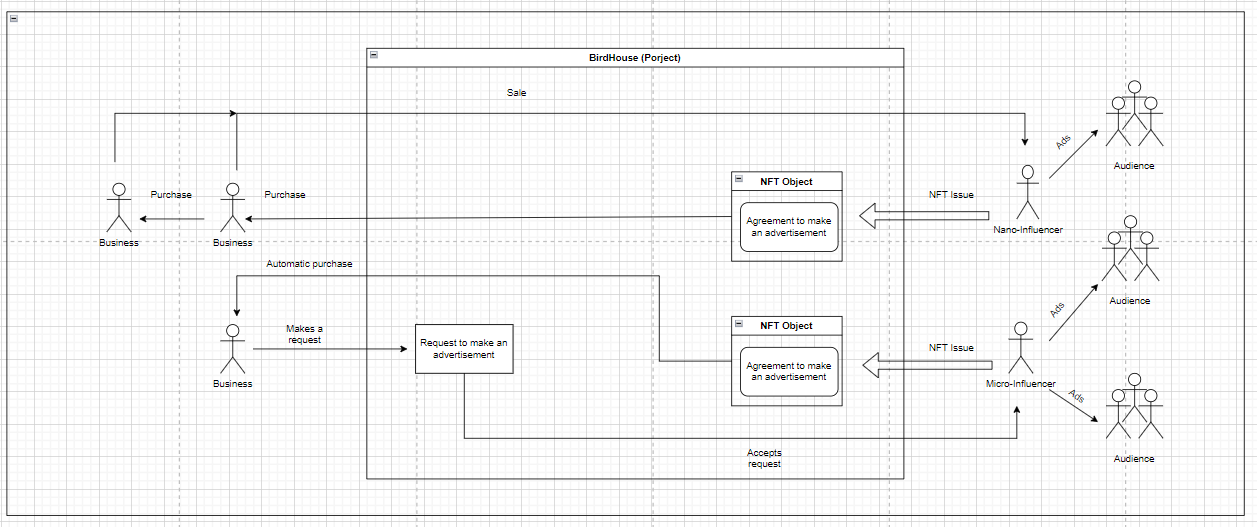 BirdHouse (Porject)
Sale
Ads
Audience
NFT Object
Purchase
Purchase
NFT Issue
Agreement to make
an advertisement
Nano-Influencer
Business
Business
Automatic purchase
Audience
Ads
NFT Object
Makes a
request
Request to make an
advertisement
NFT Issue
Agreement to make
an advertisement
Business
Micro-Influencer
Ads
Accepts
request
Audience